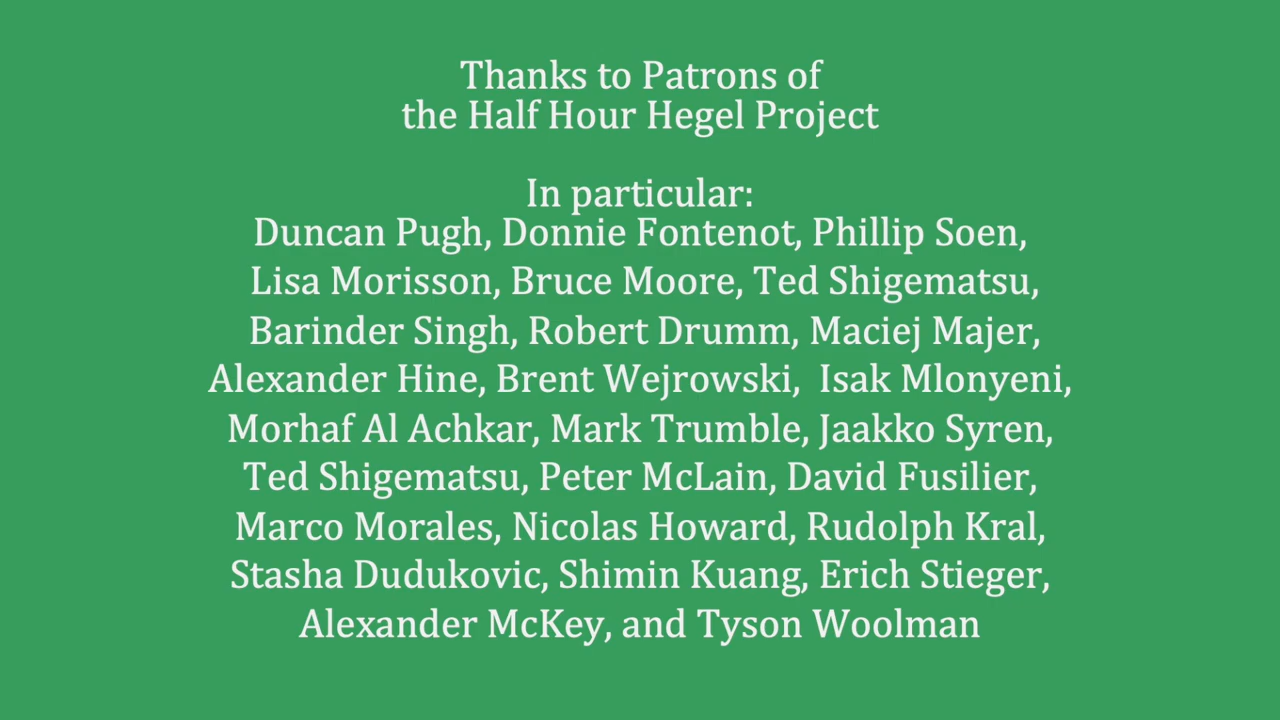 Thanks to Patrons of
the Half Hour Hegel Project
In particular:
Duncan Pugh, Donnie Fontenot, Phillip Soen,
Lisa Morisson, Bruce Moore, Ted Shigematsu,
Barinder Singh, Robert Drumm, Maciej Majer,
Alexander Hine, Brent Wejrowski,  Isak Mlonyeni,
Morhaf Al Achkar, Mark Trumble, Jaakko Syren,
Ted Shigematsu, Peter McLain, David Fusilier,
Marco Morales, Nicolas Howard, Rudolph Kral,
Stasha Dudukovic, Shimin Kuang, Erich Stieger,
Alexander McKey, and Tyson Woolman